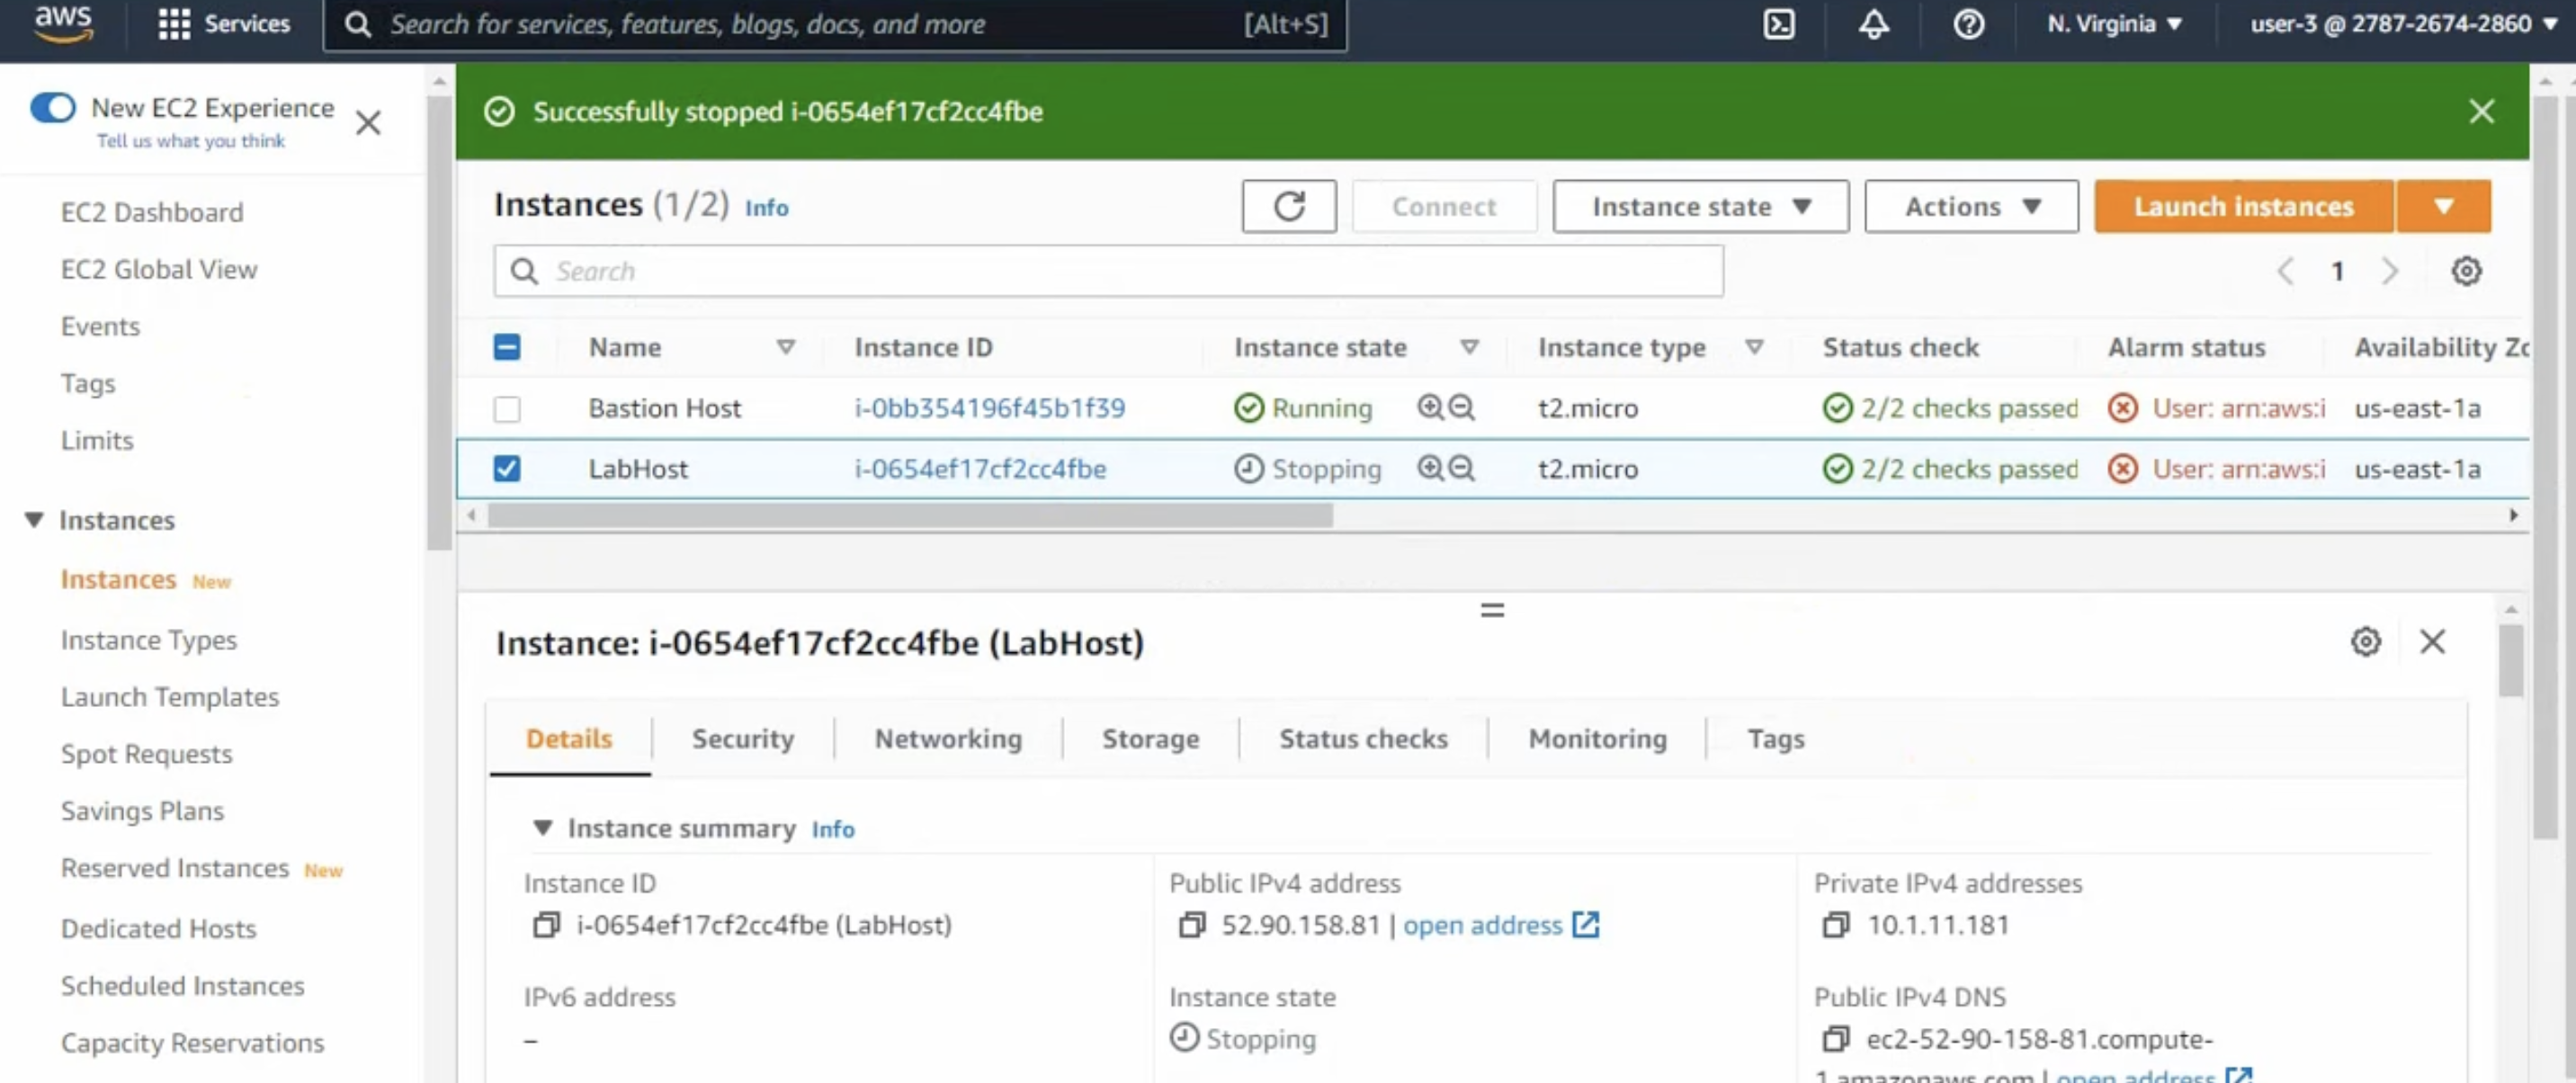 aws
Services
Search for services, features, blogs, docs, and more [Alt+S]
N. Virginia
user-3 @ 2787-2674-2860
New EC2 Experience
Tell us what you think
EC2 Dashboard
EC2 Global View
Events
Tags
Limits
Instances
Instances New
Instance Types
Launch Templates
Spot Requests
Savings Plans
Reserved Instances New
Dedicated Hosts
Scheduled Instances
Capacity Reservations
Successfully stopped i-0654ef17cf2cc4fbe
Instances (1/2) Info
Connect
Instance state
Actions
Launch instances
Search
1
Name Instance ID Instance state Instance type Status check Alarm status Availability Zo
Bastion Host i-0bb354196f45b1f39 Running t2.micro 2/2 checks passed User: arn:aws:i us-east-1a
LabHost i-0654ef17cf2cc4fbe Stopping t2.micro 2/2 checks passed User: arn:aws:i us-east-1a
Instance: i-0654ef17cf2cc4fbe (LabHost)
Details Security Networking Storage Status checks Monitoring Tags
Instance summary Info
Instance ID
i-0654ef17cf2cc4fbe (LabHost)
Public IPv4 address
52.90.158.81 | open address
Private IPv4 addresses
10.1.11.181
IPv6 address
–
Instance state
Stopping
Public IPv4 DNS
ec2-52-90-158-81.compute-
1.amazonaws.com | open address